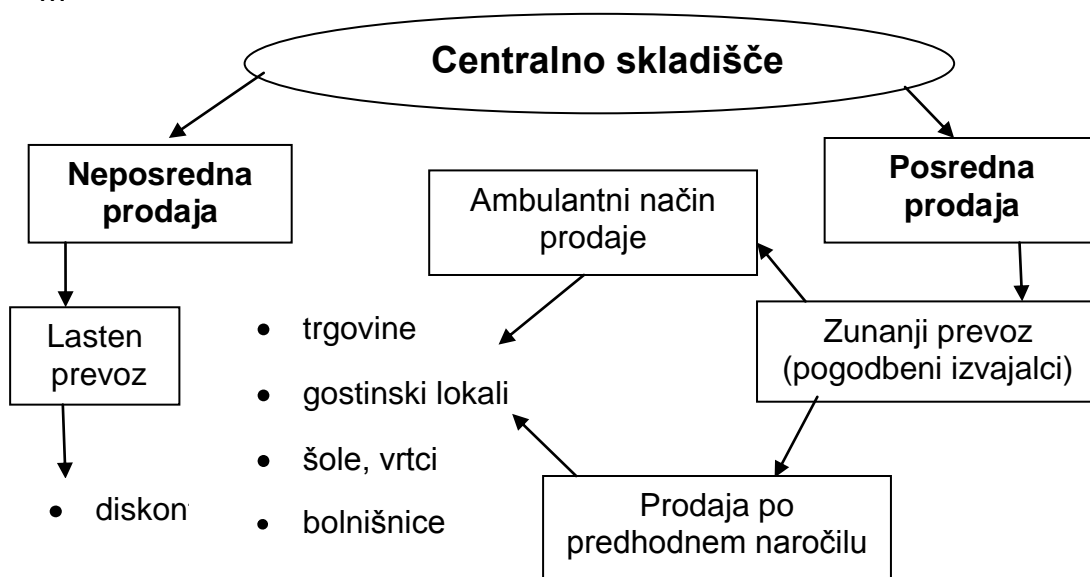 ...
Centralno skladišče
Neposredna
prodaja
Ambulantni način
prodaje
Posredna
prodaja
Lasten
prevoz
• trgovine
• gostinski lokali
• šole, vrtci
• bolnišnice
Zunanji prevoz
(pogodbeni izvajalci)
• diskon
Prodaja po
predhodnem naročilu